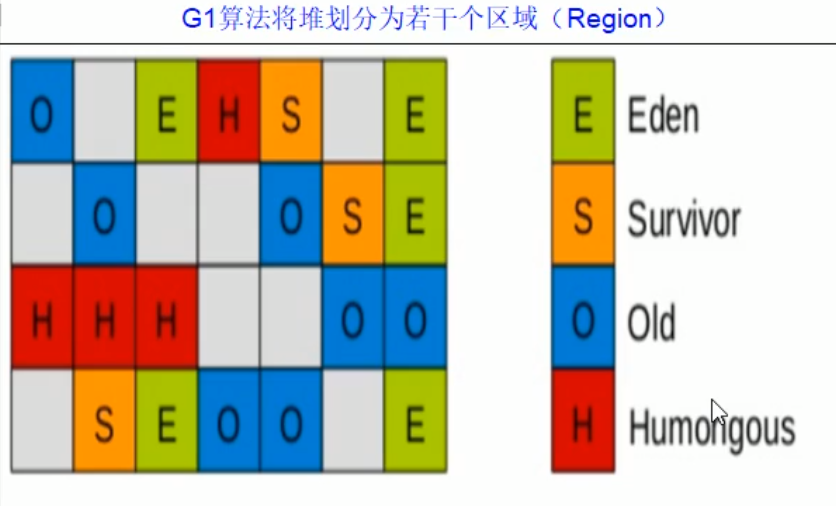 G1算法将堆划分为若干个区域（Region）
O E H S E
E Eden
O O S E
S Survivor
H H H O O
O Old
S E O O E
H Humongous